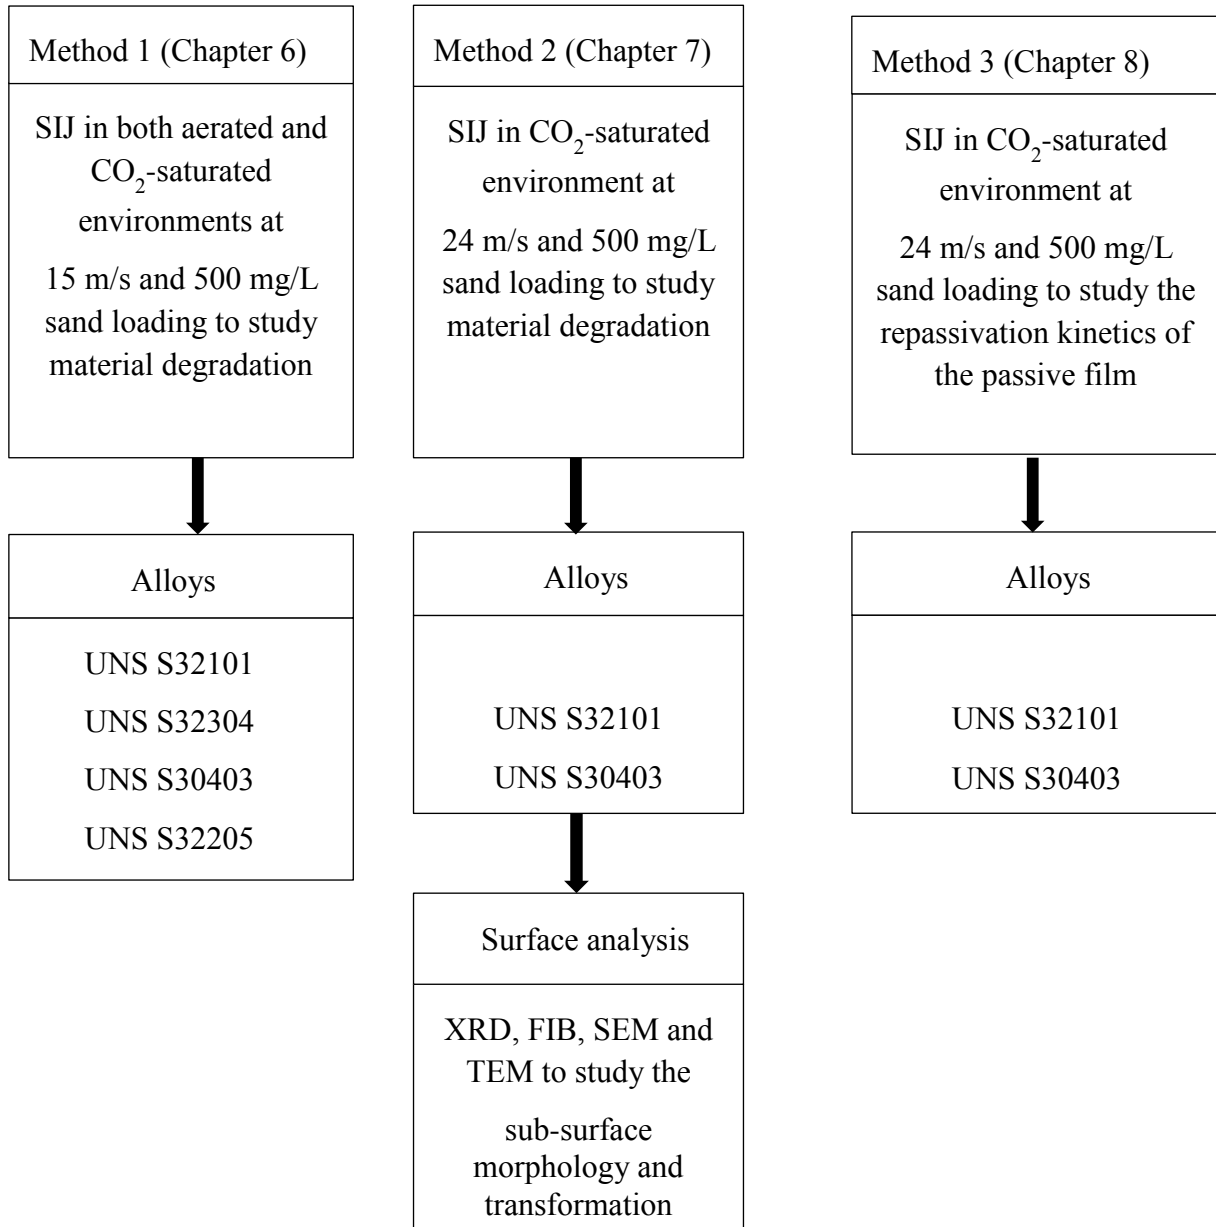 Method 1 (Chapter 6)
SIJ in both aerated and
CO₂-saturated
environments at
15 m/s and 500 mg/L
sand loading to study
material degradation
Alloys
UNS S32101
UNS S32304
UNS S30403
UNS S32205
Method 2 (Chapter 7)
SIJ in CO₂-saturated
environment at
24 m/s and 500 mg/L
sand loading to study
material degradation
Alloys
UNS S32101
UNS S30403
Surface analysis
XRD, FIB, SEM and
TEM to study the
sub-surface
morphology and
transformation
Method 3 (Chapter 8)
SIJ in CO₂-saturated
environment at
24 m/s and 500 mg/L
sand loading to study the
repassivation kinetics of
the passive film
Alloys
UNS S32101
UNS S30403